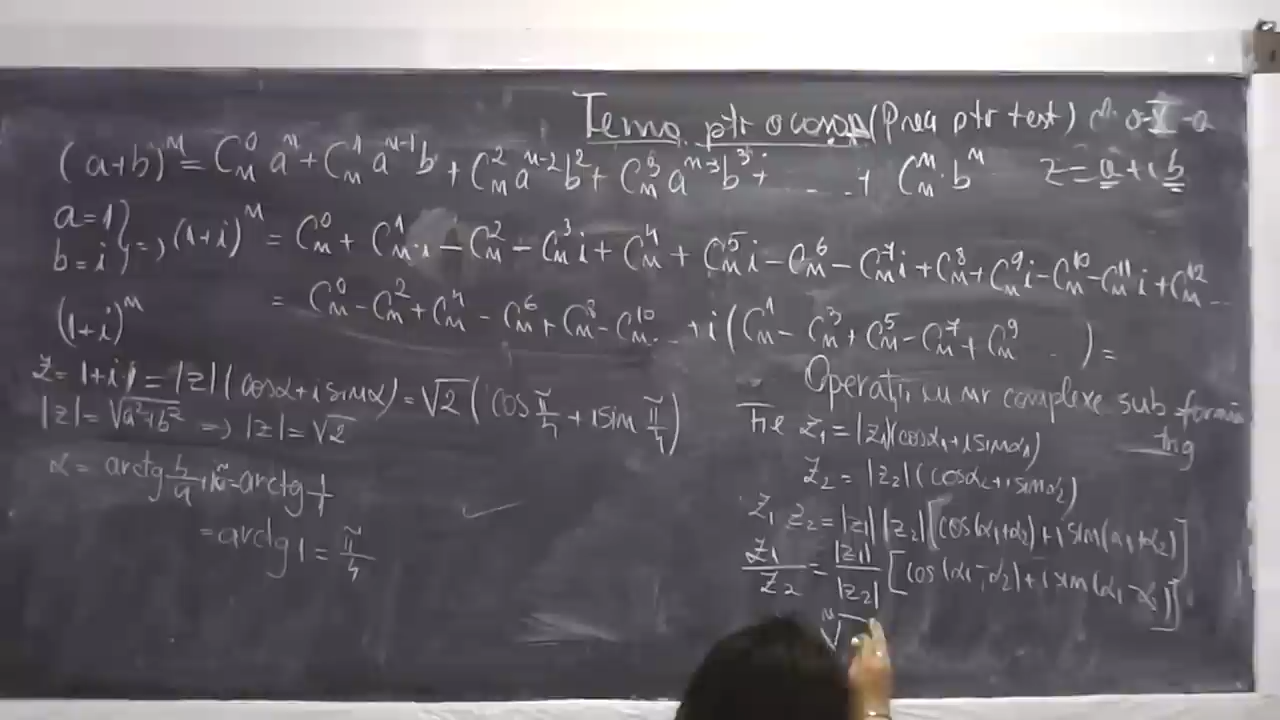 Tema ptr acasă (Preg ptr test) cls a-X-a
(a+b)^n = C_n^0 a^n + C_n^1 a^{n-1} b + C_n^2 a^{n-2} b^2 + C_n^3 a^{n-3} b^3 + ... + C_n^n · b^n
z = a + i b
a = 1
b = i } => (1+i)^n = C_n^0 + C_n^1 · i - C_n^2 - C_n^3 i + C_n^4 + C_n^5 i - C_n^6 - C_n^7 i + C_n^8 + C_n^9 i - C_n^10 - C_n^11 i + C_n^12 ...
= C_n^0 - C_n^2 + C_n^4 - C_n^6 + C_n^8 - C_n^10 ... + i ( C_n^1 - C_n^3 + C_n^5 - C_n^7 + C_n^9 ... ) =
(1+i)^n
z = 1+i = |z| (cosα + i sinα) = √2 ( cos π/4 + i sin π/4 )
|z| = √(a²+b²) => |z| = √2
α = arctg b/a + kπ = arctg 1/1
= arctg 1 = π/4
Operații cu nr complexe sub formă
trig
Fie z₁ = |z₁|(cosα₁ + i sinα₁)
z₂ = |z₂| (cosα₂ + i sinα₂)
z₁ z₂ = |z₁| |z₂| [cos(α₁+α₂) + i sin(α₁+α₂)]
z₁/z₂ = |z₁|/|z₂| [cos(α₁-α₂) + i sin(α₁-α₂)]
ⁿ√